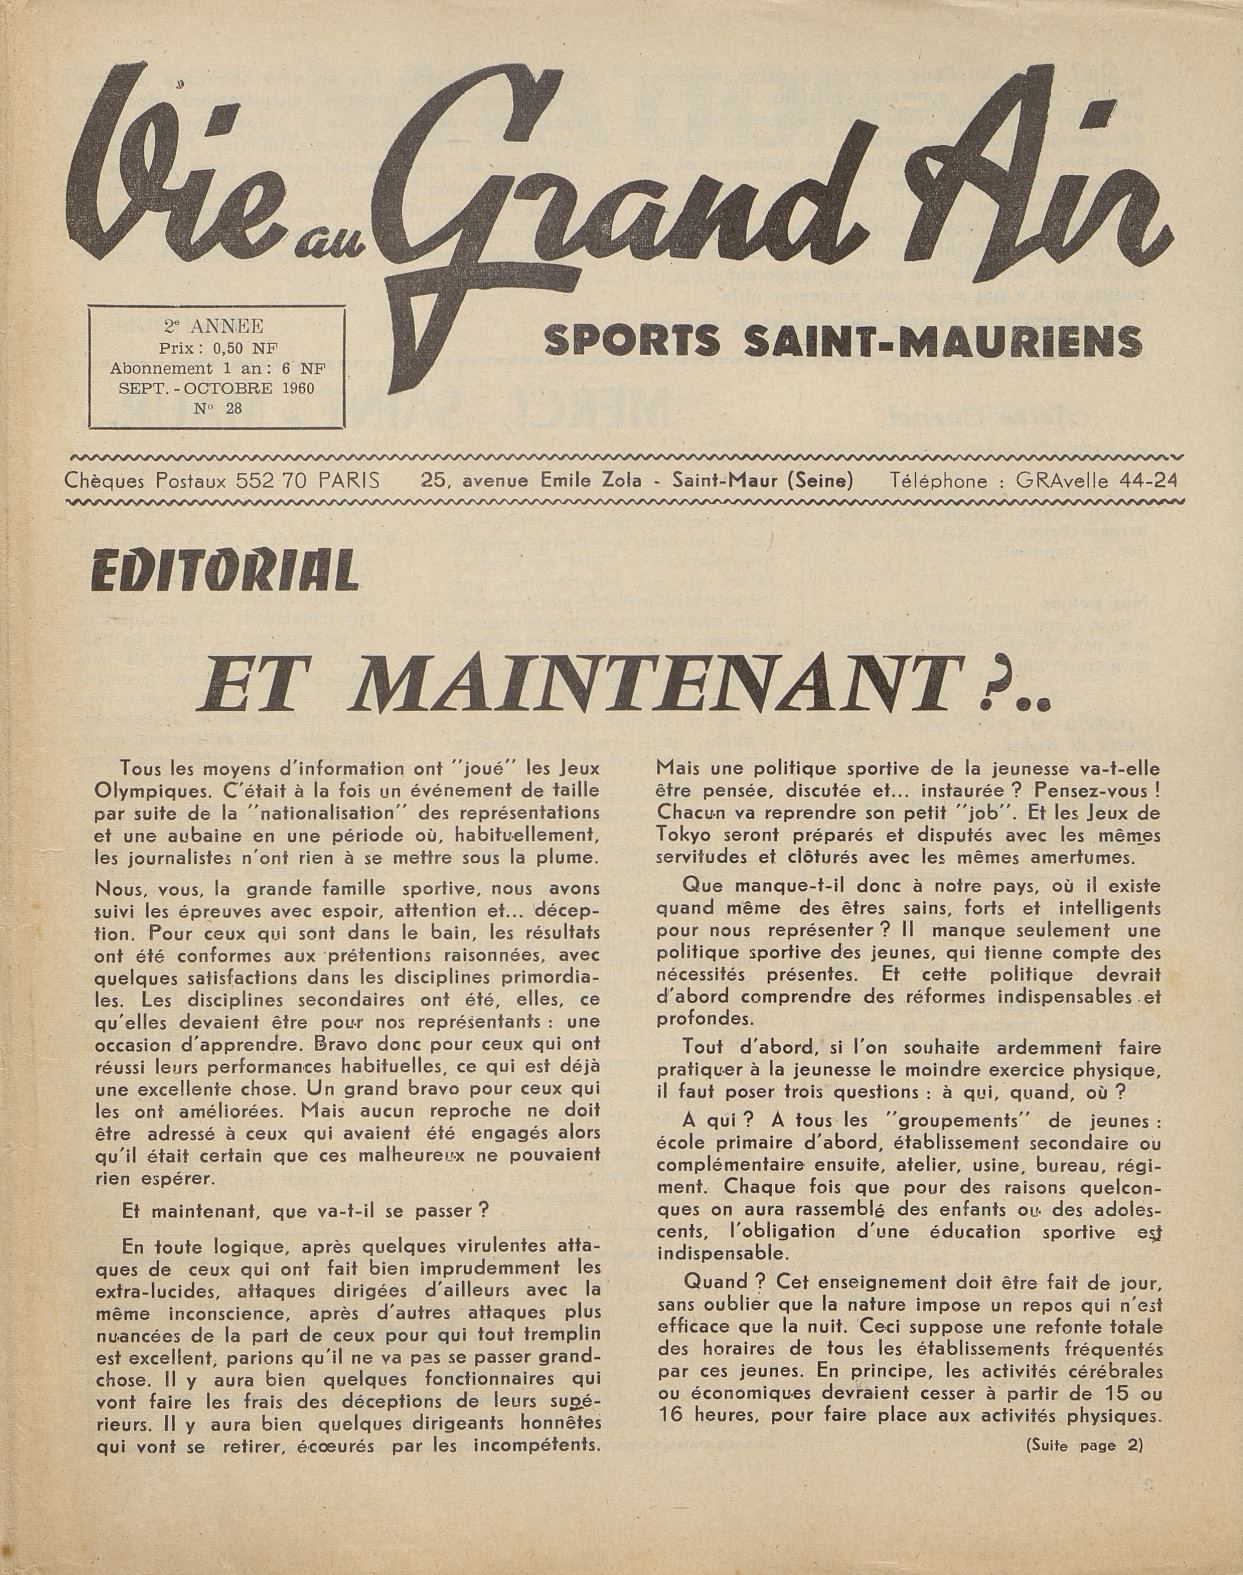 Vie au Grand Air
SPORTS SAINT-MAURIENS
2e ANNEE
Prix : 0,50 NF
Abonnement 1 an : 6 NF
SEPT. - OCTOBRE 1960
No 28
Chèques Postaux 552 70 PARIS 25, avenue Emile Zola - Saint-Maur (Seine) Téléphone : GRAvelle 44-24
EDITORIAL
ET MAINTENANT ?..
Tous les moyens d'information ont "joué" les Jeux
Olympiques. C'était à la fois un événement de taille
par suite de la "nationalisation" des représentations
et une aubaine en une période où, habituellement,
les journalistes n'ont rien à se mettre sous la plume.
Nous, vous, la grande famille sportive, nous avons
suivi les épreuves avec espoir, attention et... décep-
tion. Pour ceux qui sont dans le bain, les résultats
ont été conformes aux prétentions raisonnées, avec
quelques satisfactions dans les disciplines primordia-
les. Les disciplines secondaires ont été, elles, ce
qu'elles devaient être pour nos représentants : une
occasion d'apprendre. Bravo donc pour ceux qui ont
réussi leurs performances habituelles, ce qui est déjà
une excellente chose. Un grand bravo pour ceux qui
les ont améliorées. Mais aucun reproche ne doit
être adressé à ceux qui avaient été engagés alors
qu'il était certain que ces malheureux ne pouvaient
rien espérer.
Et maintenant, que va-t-il se passer ?
En toute logique, après quelques virulentes atta-
ques de ceux qui ont fait bien imprudemment les
extra-lucides, attaques dirigées d'ailleurs avec la
même inconscience, après d'autres attaques plus
nuancées de la part de ceux pour qui tout tremplin
est excellent, parions qu'il ne va pas se passer grand-
chose. Il y aura bien quelques fonctionnaires qui
vont faire les frais des déceptions de leurs supé-
rieurs. Il y aura bien quelques dirigeants honnêtes
qui vont se retirer, écœurés par les incompétents.
Mais une politique sportive de la jeunesse va-t-elle
être pensée, discutée et... instaurée ? Pensez-vous !
Chacun va reprendre son petit "job". Et les Jeux de
Tokyo seront préparés et disputés avec les mêmes
servitudes et clôturés avec les mêmes amertumes.
Que manque-t-il donc à notre pays, où il existe
quand même des êtres sains, forts et intelligents
pour nous représenter ? Il manque seulement une
politique sportive des jeunes, qui tienne compte des
nécessités présentes. Et cette politique devrait
d'abord comprendre des réformes indispensables et
profondes.
Tout d'abord, si l'on souhaite ardemment faire
pratiquer à la jeunesse le moindre exercice physique,
il faut poser trois questions : à qui, quand, où ?
A qui ? A tous les "groupements" de jeunes :
école primaire d'abord, établissement secondaire ou
complémentaire ensuite, atelier, usine, bureau, régi-
ment. Chaque fois que pour des raisons quelcon-
ques on aura rassemblé des enfants ou des adoles-
cents, l'obligation d'une éducation sportive est
indispensable.
Quand ? Cet enseignement doit être fait de jour,
sans oublier que la nature impose un repos qui n'est
efficace que la nuit. Ceci suppose une refonte totale
des horaires de tous les établissements fréquentés
par ces jeunes. En principe, les activités cérébrales
ou économiques devraient cesser à partir de 15 ou
16 heures, pour faire place aux activités physiques.
(Suite page 2)